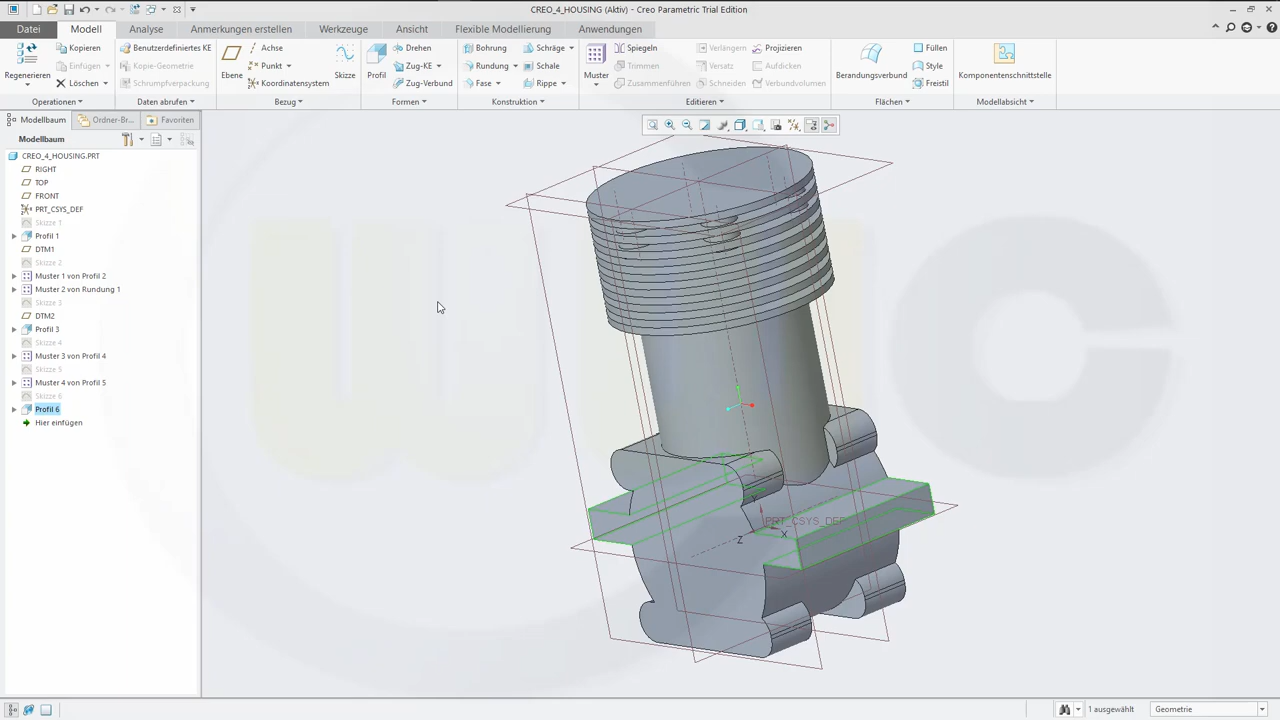 CREO_4_HOUSING (Aktiv) - Creo Parametric Trial Edition
Datei Modell Analyse Anmerkungen erstellen Werkzeuge Ansicht Flexible Modellierung Anwendungen
Regenerieren
Kopieren
Einfügen
Löschen
Operationen
Benutzerdefiniertes KE
Kopie-Geometrie
Schrumpfverpackung
Daten abrufen
Ebene
Achse
Punkt
Koordinatensystem
Skizze
Bezug
Profil
Drehen
Zug-KE
Zug-Verbund
Formen
Bohrung
Rundung
Fase
Schräge
Schale
Rippe
Konstruktion
Muster
Spiegeln
Trimmen
Zusammenführen
Verlängern
Versatz
Schneiden
Projizieren
Aufdicken
Verbundvolumen
Editieren
Berandungsverbund
Füllen
Style
Freistil
Flächen
Komponentenschnittstelle
Modellabsicht
Modellbaum Ordner-Br... Favoriten
Modellbaum
CREO_4_HOUSING.PRT
RIGHT
TOP
FRONT
PRT_CSYS_DEF
Skizze 1
Profil 1
DTM1
Skizze 2
Muster 1 von Profil 2
Muster 2 von Rundung 1
Skizze 3
DTM2
Profil 3
Skizze 4
Muster 3 von Profil 4
Skizze 5
Muster 4 von Profil 5
Skizze 6
Profil 6
Hier einfügen
Y
PRT_CSYS_DEF
X
Z
1 ausgewählt
Geometrie